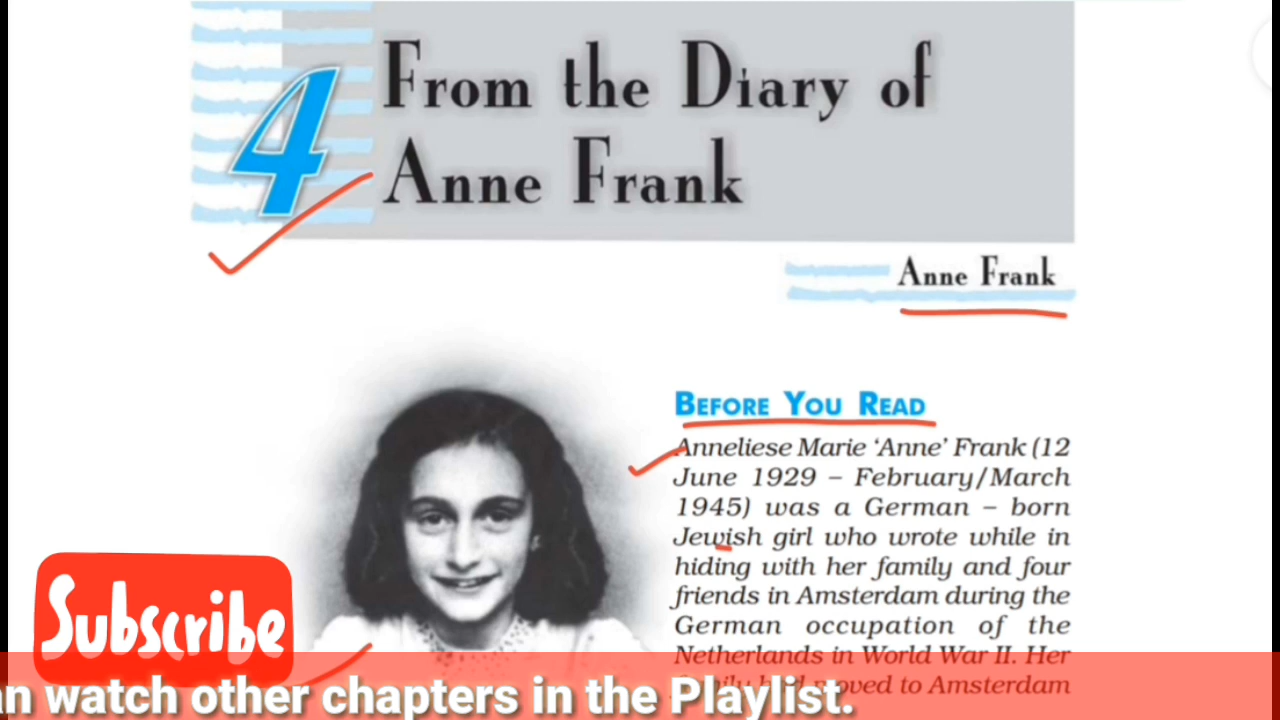 4
From the Diary of
Anne Frank
Anne Frank
BEFORE YOU READ
Anneliese Marie ‘Anne’ Frank (12
June 1929 – February/March
1945) was a German – born
Jewish girl who wrote while in
hiding with her family and four
friends in Amsterdam during the
German occupation of the
Netherlands in World War II. Her
family had moved to Amsterdam
Subscribe
an watch other chapters in the Playlist.